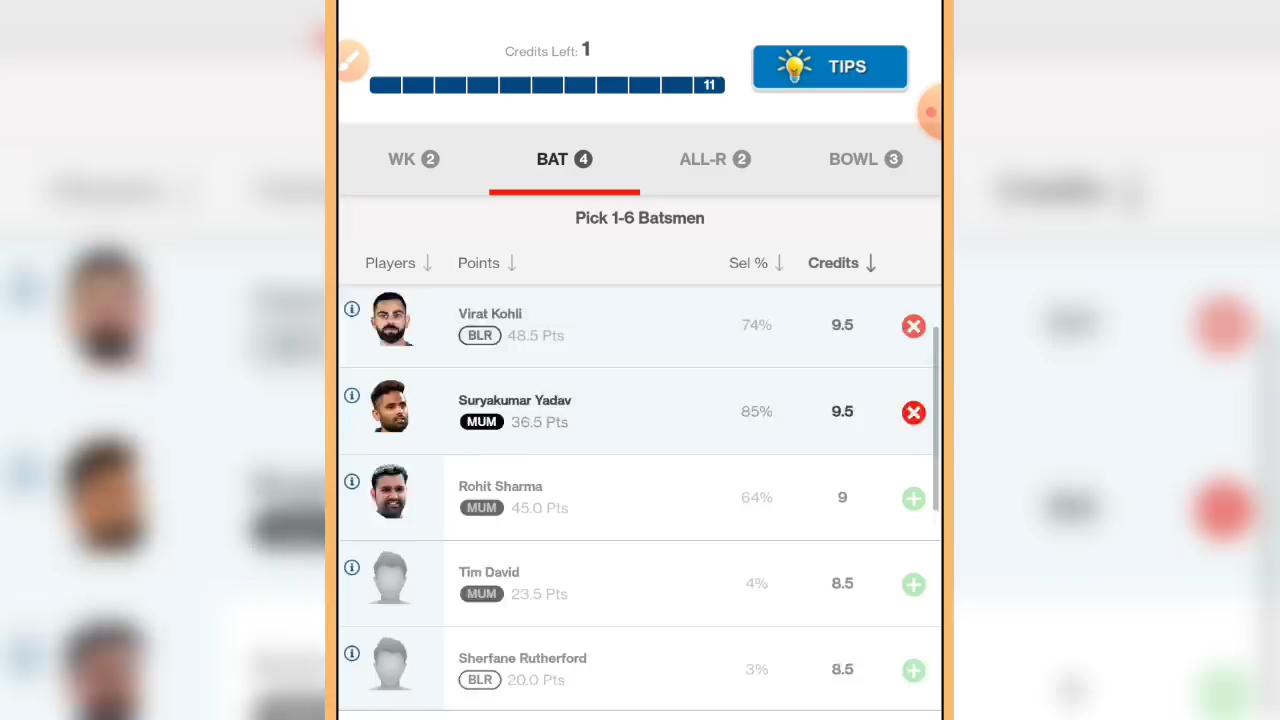 Credits Left: 1
11
TIPS
WK 2
BAT 4
ALL-R 2
BOWL 3
Pick 1-6 Batsmen
Players ↓ Points ↓ Sel % ↓ Credits ↓
Virat Kohli
BLR 48.5 Pts 74% 9.5
Suryakumar Yadav
MUM 36.5 Pts 85% 9.5
Rohit Sharma
MUM 45.0 Pts 64% 9
Tim David
MUM 23.5 Pts 4% 8.5
Sherfane Rutherford
BLR 20.0 Pts 3% 8.5